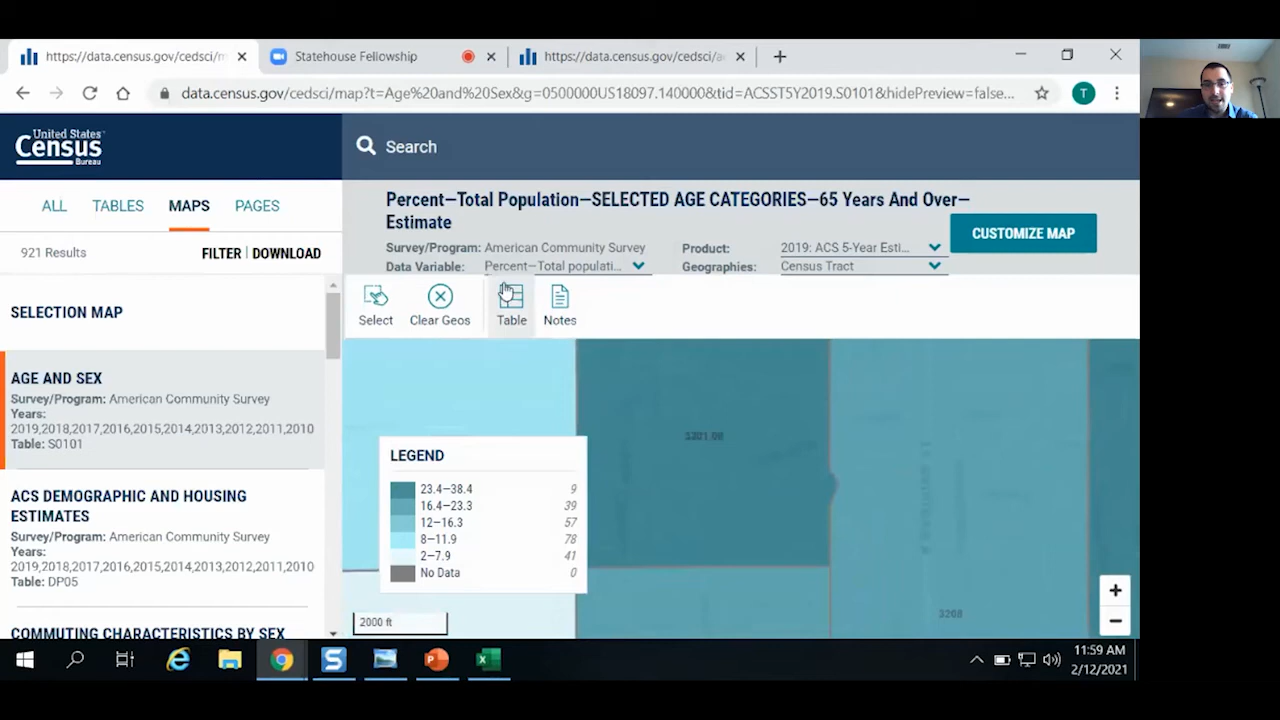 https://data.census.gov/cedsci/m
Statehouse Fellowship
https://data.census.gov/cedsci/a
data.census.gov/cedsci/map?t=Age%20and%20Sex&g=0500000US18097.140000&tid=ACSST5Y2019.S0101&hidePreview=false...
T
United States
Census
Bureau
Search
ALL
TABLES
MAPS
PAGES
921 Results
FILTER
DOWNLOAD
Percent—Total Population—SELECTED AGE CATEGORIES—65 Years And Over—
Estimate
CUSTOMIZE MAP
Survey/Program: American Community Survey
Product: 2019: ACS 5-Year Esti...
Data Variable: Percent—Total populati...
Geographies: Census Tract
Select
Clear Geos
Table
Notes
SELECTION MAP
AGE AND SEX
Survey/Program: American Community Survey
Years:
2019,2018,2017,2016,2015,2014,2013,2012,2011,2010
Table: S0101
ACS DEMOGRAPHIC AND HOUSING
ESTIMATES
Survey/Program: American Community Survey
Years:
2019,2018,2017,2016,2015,2014,2013,2012,2011,2010
Table: DP05
COMMUTING CHARACTERISTICS BY SEX
LEGEND
23.4—38.4 9
16.4—23.3 39
12—16.3 57
8—11.9 78
2—7.9 41
No Data 0
2000 ft
3208
+
−
11:59 AM
2/12/2021